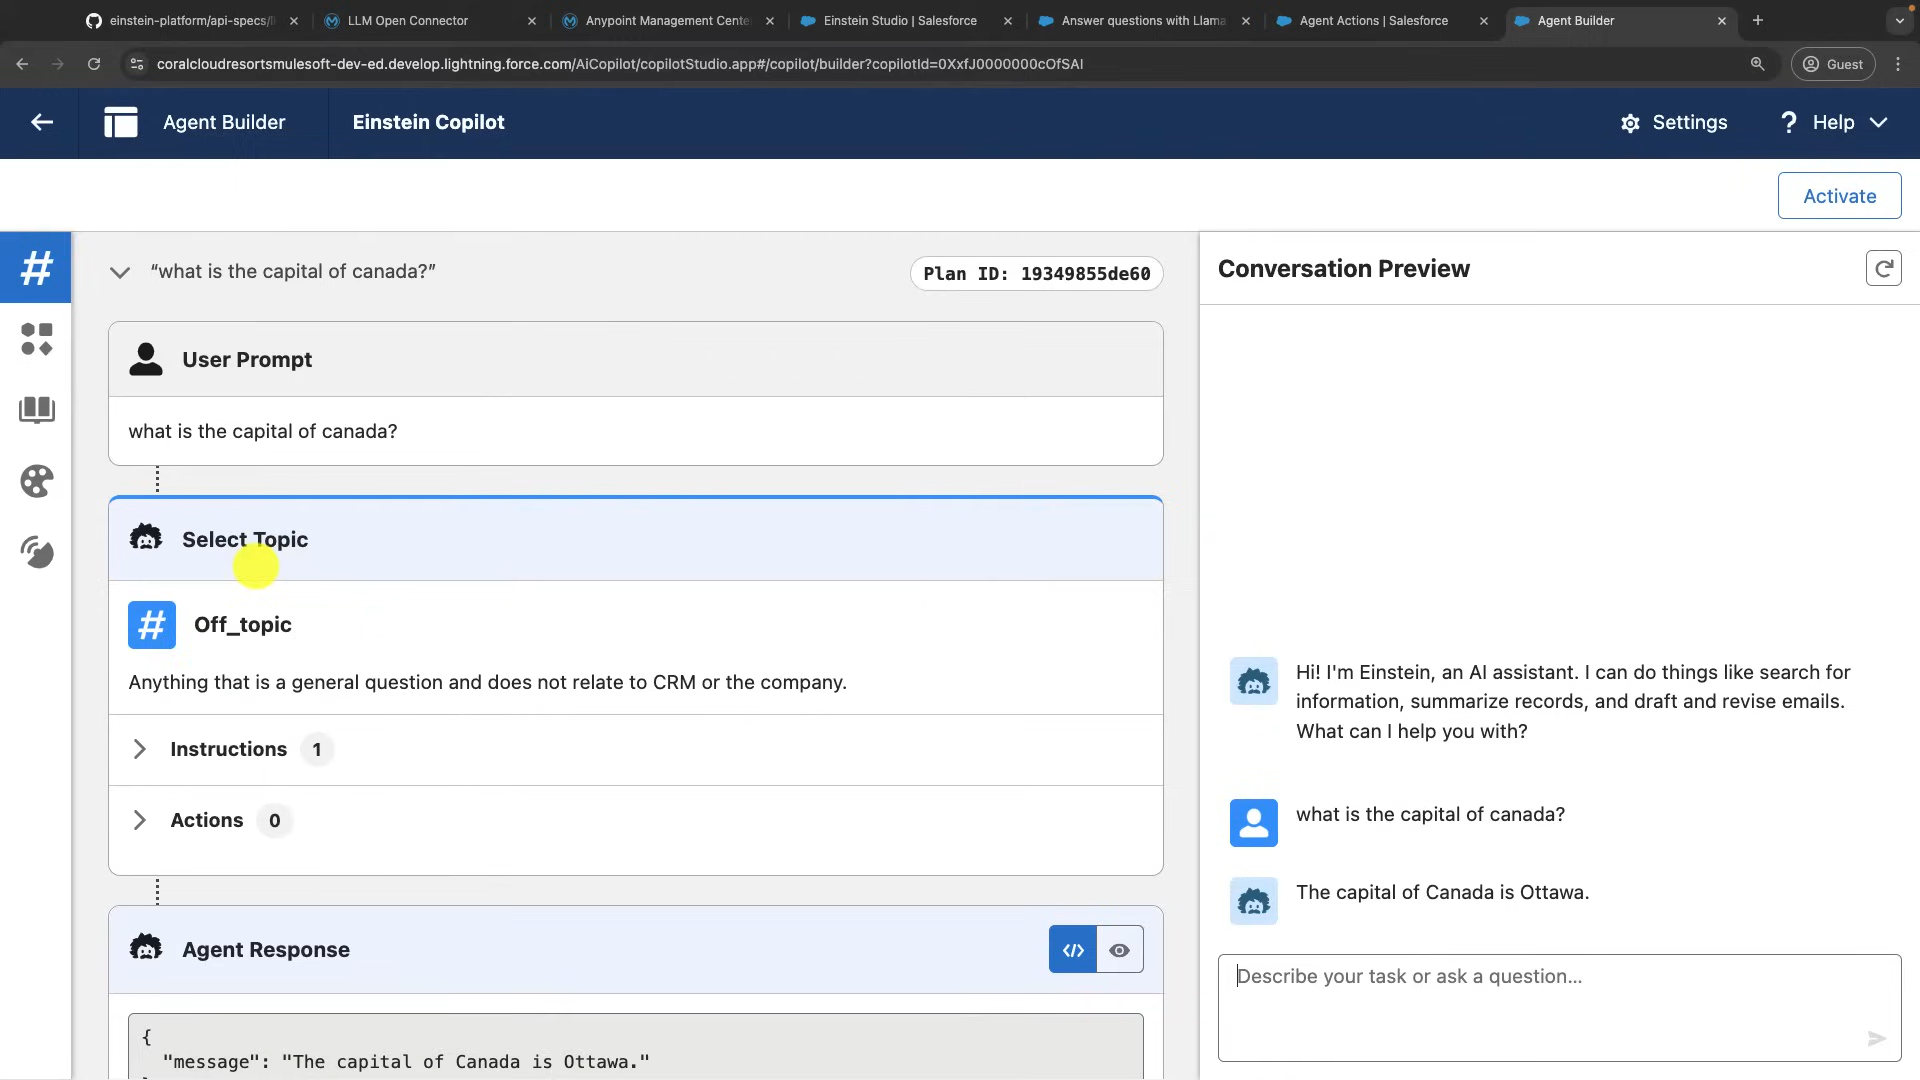 einstein-platform/api-specs/l
LLM Open Connector
Anypoint Management Cente
Einstein Studio | Salesforce
Answer questions with Llama
Agent Actions | Salesforce
Agent Builder
coralcloudresortsmulesoft-dev-ed.develop.lightning.force.com/AiCopilot/copilotStudio.app#/copilot/builder?copilotId=0XxfJ0000000cOfSAI
Guest
Agent Builder
Einstein Copilot
Settings
? Help
Activate
“what is the capital of canada?”
Plan ID: 19349855de60
User Prompt
what is the capital of canada?
Select Topic
# Off_topic
Anything that is a general question and does not relate to CRM or the company.
Instructions 1
Actions 0
Agent Response
</>
{
"message": "The capital of Canada is Ottawa."
Conversation Preview
Hi! I'm Einstein, an AI assistant. I can do things like search for
information, summarize records, and draft and revise emails.
What can I help you with?
what is the capital of canada?
The capital of Canada is Ottawa.
Describe your task or ask a question...